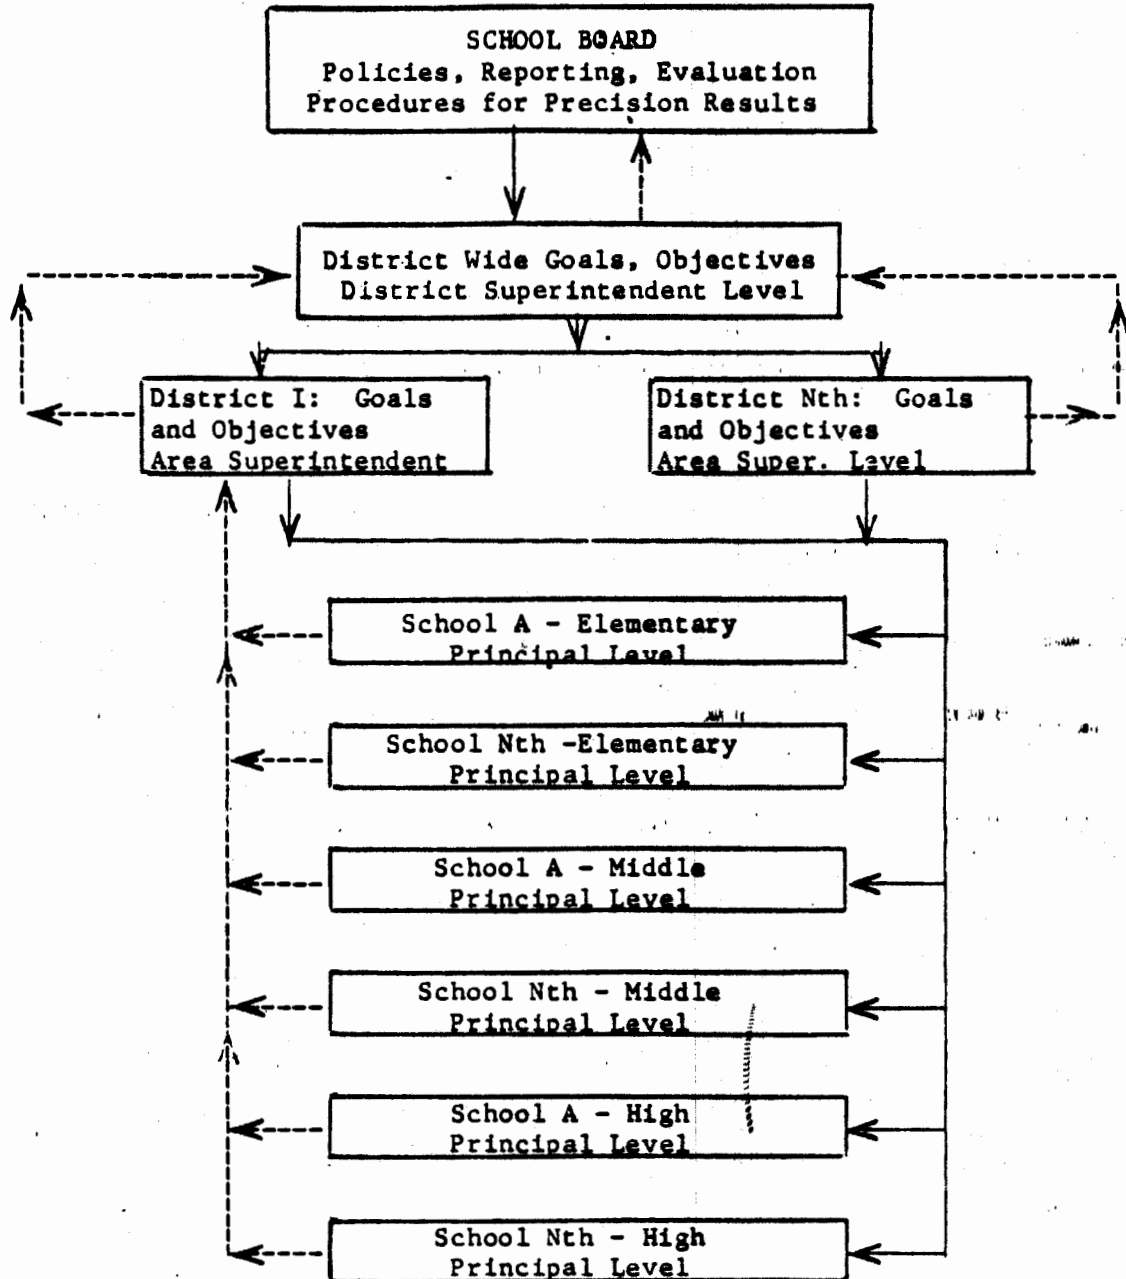 SCHOOL BOARD
Policies, Reporting, Evaluation
Procedures for Precision Results
District Wide Goals, Objectives
District Superintendent Level
District I: Goals
and Objectives
Area Superintendent
District Nth: Goals
and Objectives
Area Super. Level
School A - Elementary
Principal Level
School Nth -Elementary
Principal Level
School A - Middle
Principal Level
School Nth - Middle
Principal Level
School A - High
Principal Level
School Nth - High
Principal Level